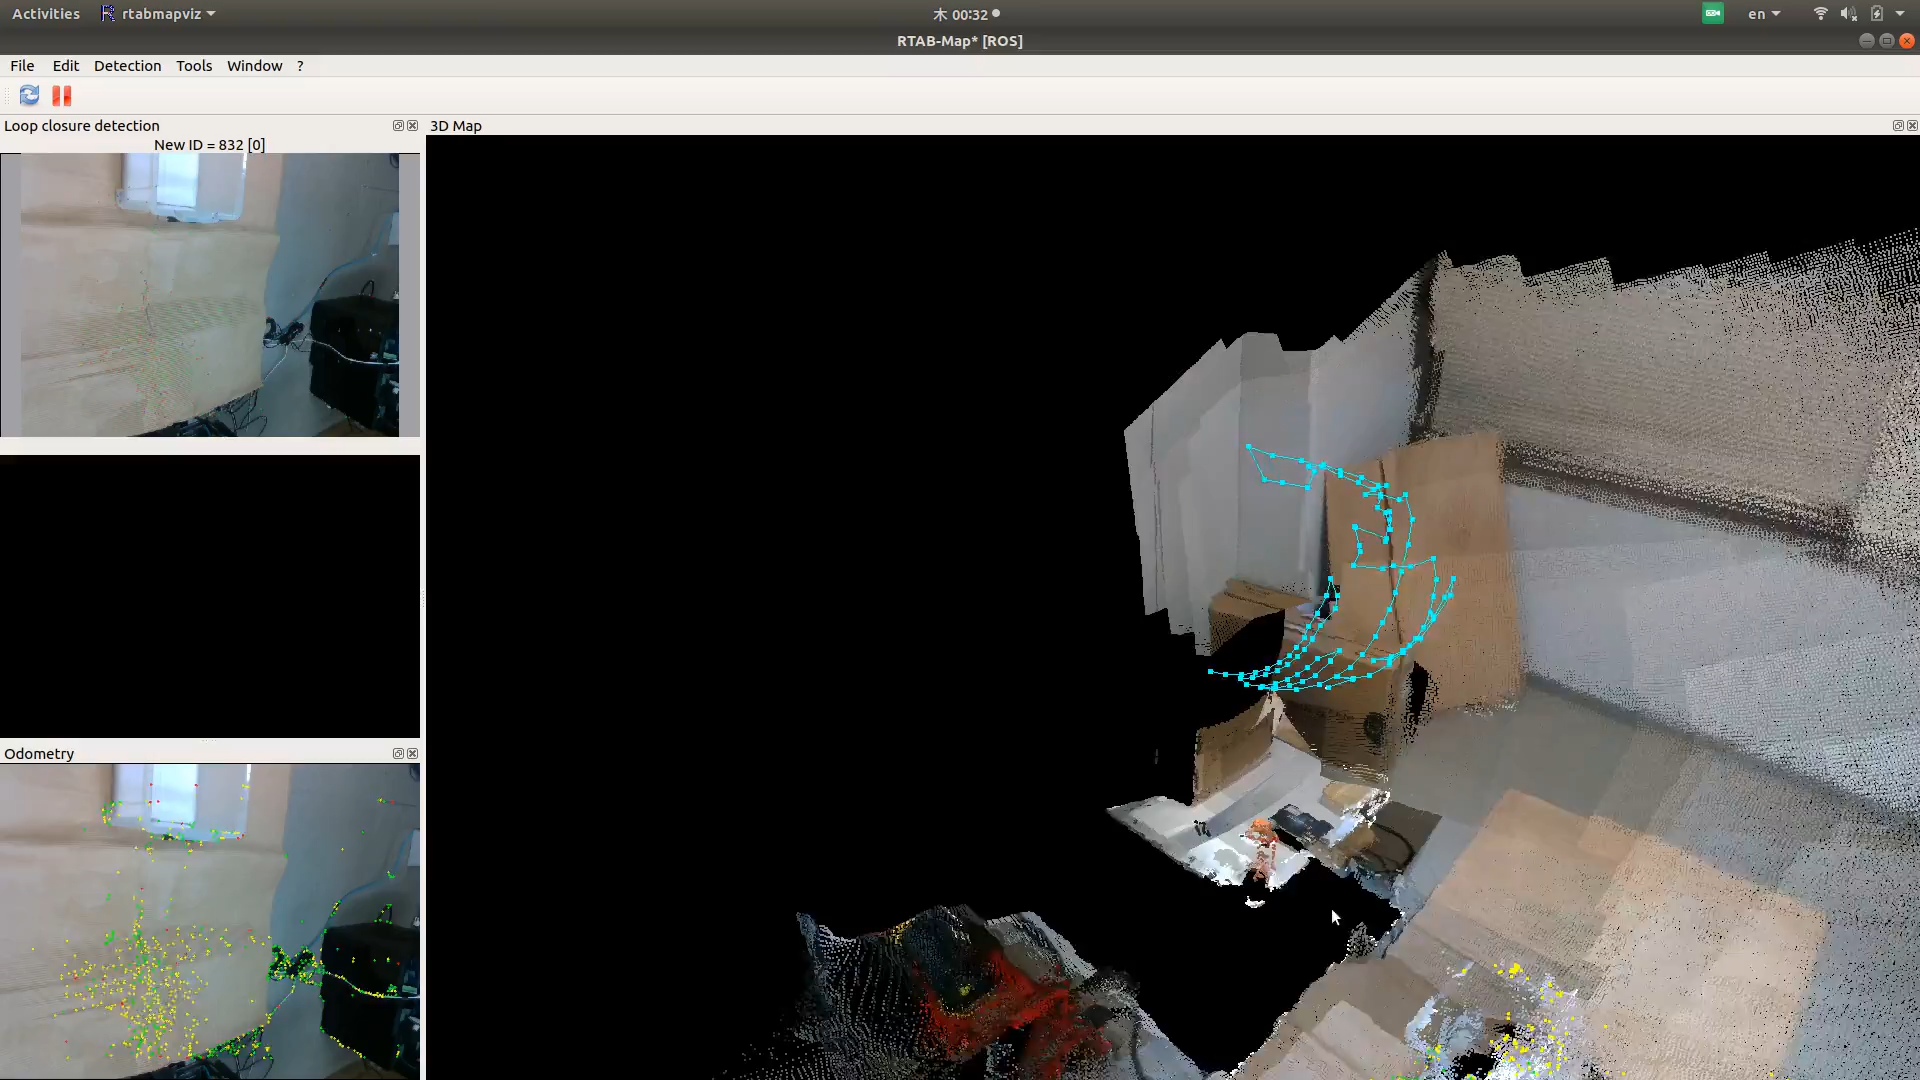 Activities rtabmapviz 木 00:32 en
RTAB-Map* [ROS]
File Edit Detection Tools Window ?
Loop closure detection
New ID = 832 [0]
3D Map
Odometry